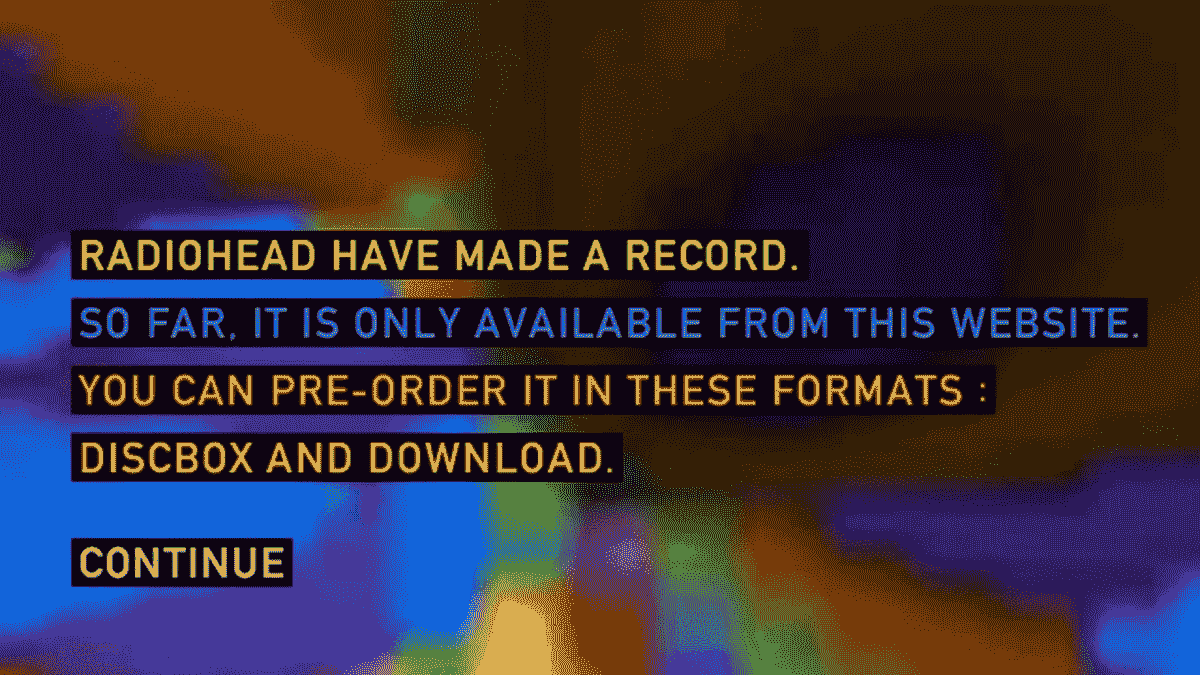 RADIOHEAD HAVE MADE A RECORD.
SO FAR, IT IS ONLY AVAILABLE FROM THIS WEBSITE.
YOU CAN PRE-ORDER IT IN THESE FORMATS :
DISCBOX AND DOWNLOAD.
CONTINUE